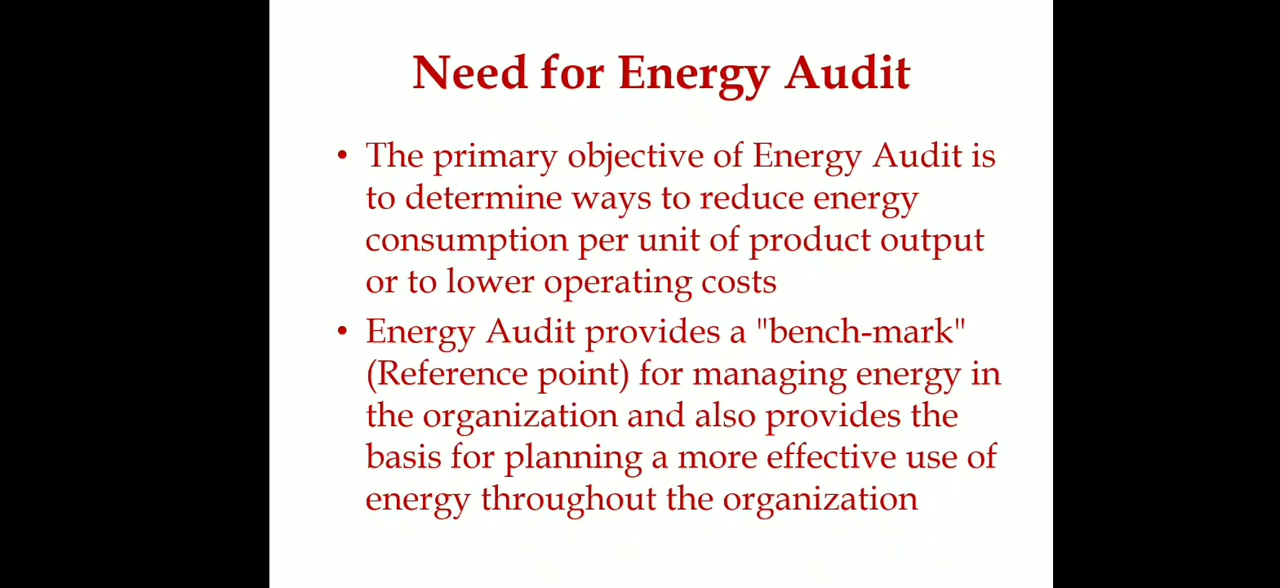 Need for Energy Audit
• The primary objective of Energy Audit is
to determine ways to reduce energy
consumption per unit of product output
or to lower operating costs
• Energy Audit provides a "bench-mark"
(Reference point) for managing energy in
the organization and also provides the
basis for planning a more effective use of
energy throughout the organization